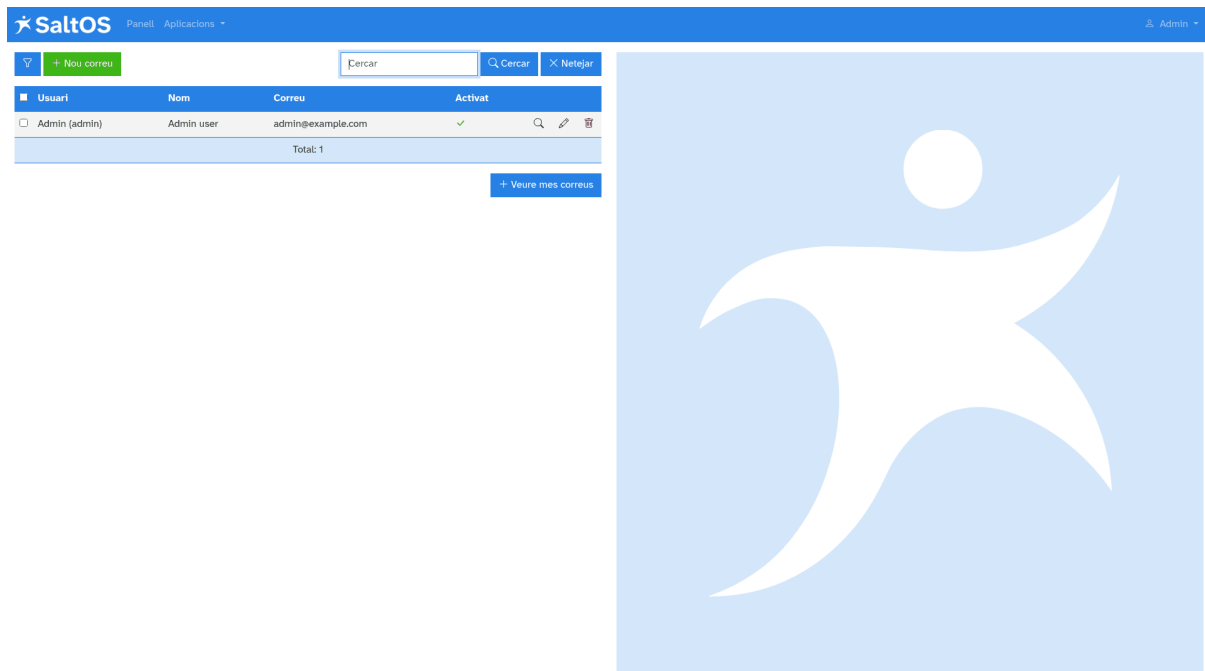 SaltOS Panell Aplicacions Admin
+ Nou correu Cercar Cercar Netejar
Usuari Nom Correu Activat
Admin (admin) Admin user admin@example.com
Total: 1
+ Veure mes correus